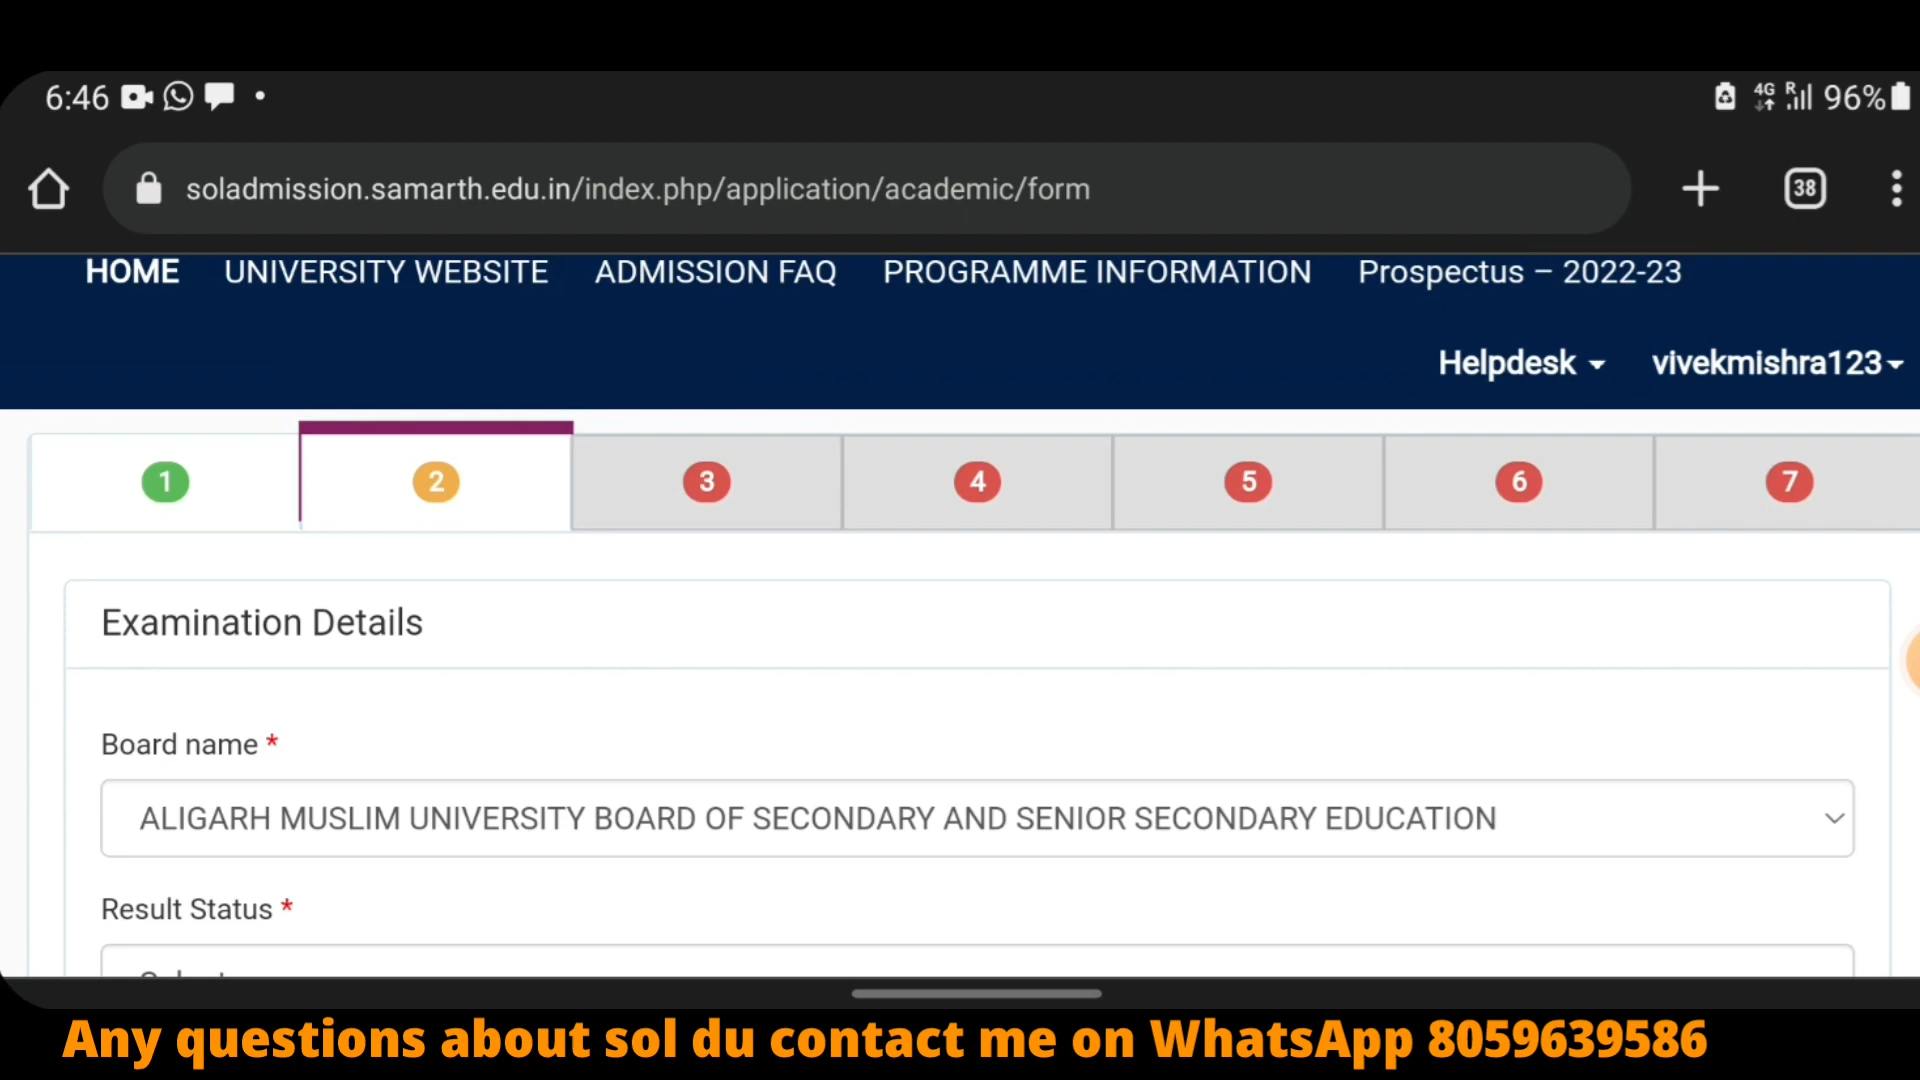 6:46
4G R 96%
soladmission.samarth.edu.in/index.php/application/academic/form
38
HOME UNIVERSITY WEBSITE ADMISSION FAQ PROGRAMME INFORMATION Prospectus – 2022-23
Helpdesk vivekmishra123
1 2 3 4 5 6 7
Examination Details
Board name *
ALIGARH MUSLIM UNIVERSITY BOARD OF SECONDARY AND SENIOR SECONDARY EDUCATION
Result Status *
Any questions about sol du contact me on WhatsApp 8059639586